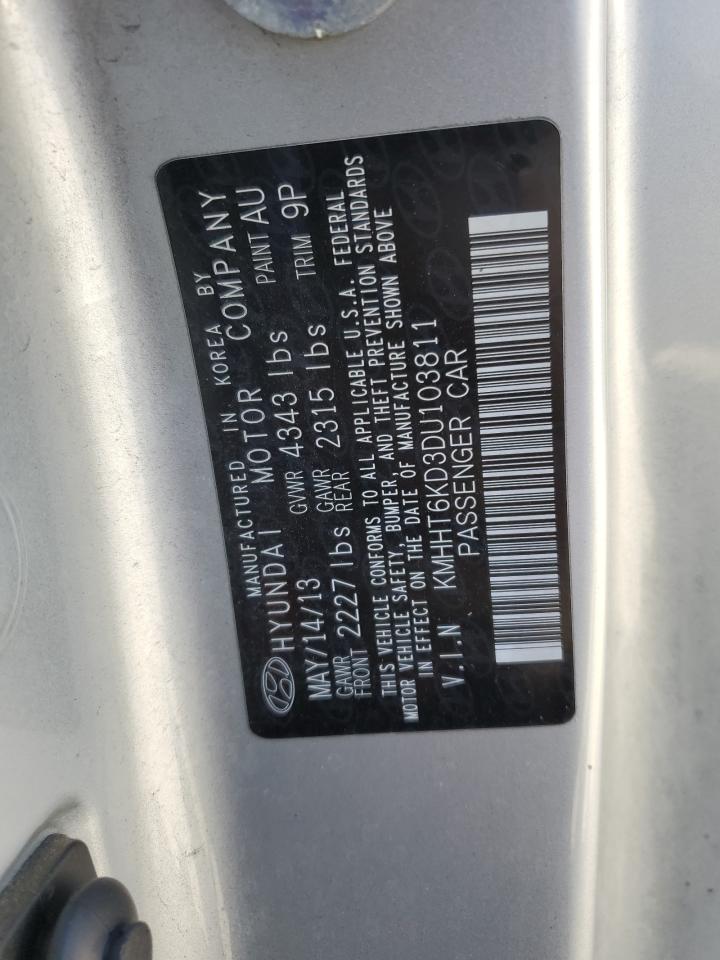 MANUFACTURED IN KOREA BY
HYUNDAI MOTOR COMPANY
MAY/14/13 GVWR 4343 lbs PAINT AU
GAWR FRONT 2227 lbs GAWR REAR 2315 lbs TRIM 9P
THIS VEHICLE CONFORMS TO ALL APPLICABLE U.S.A. FEDERAL
MOTOR VEHICLE SAFETY, BUMPER, AND THEFT PREVENTION STANDARDS
IN EFFECT ON THE DATE OF MANUFACTURE SHOWN ABOVE
V.I.N KMHHT6KD3DU103811
PASSENGER CAR